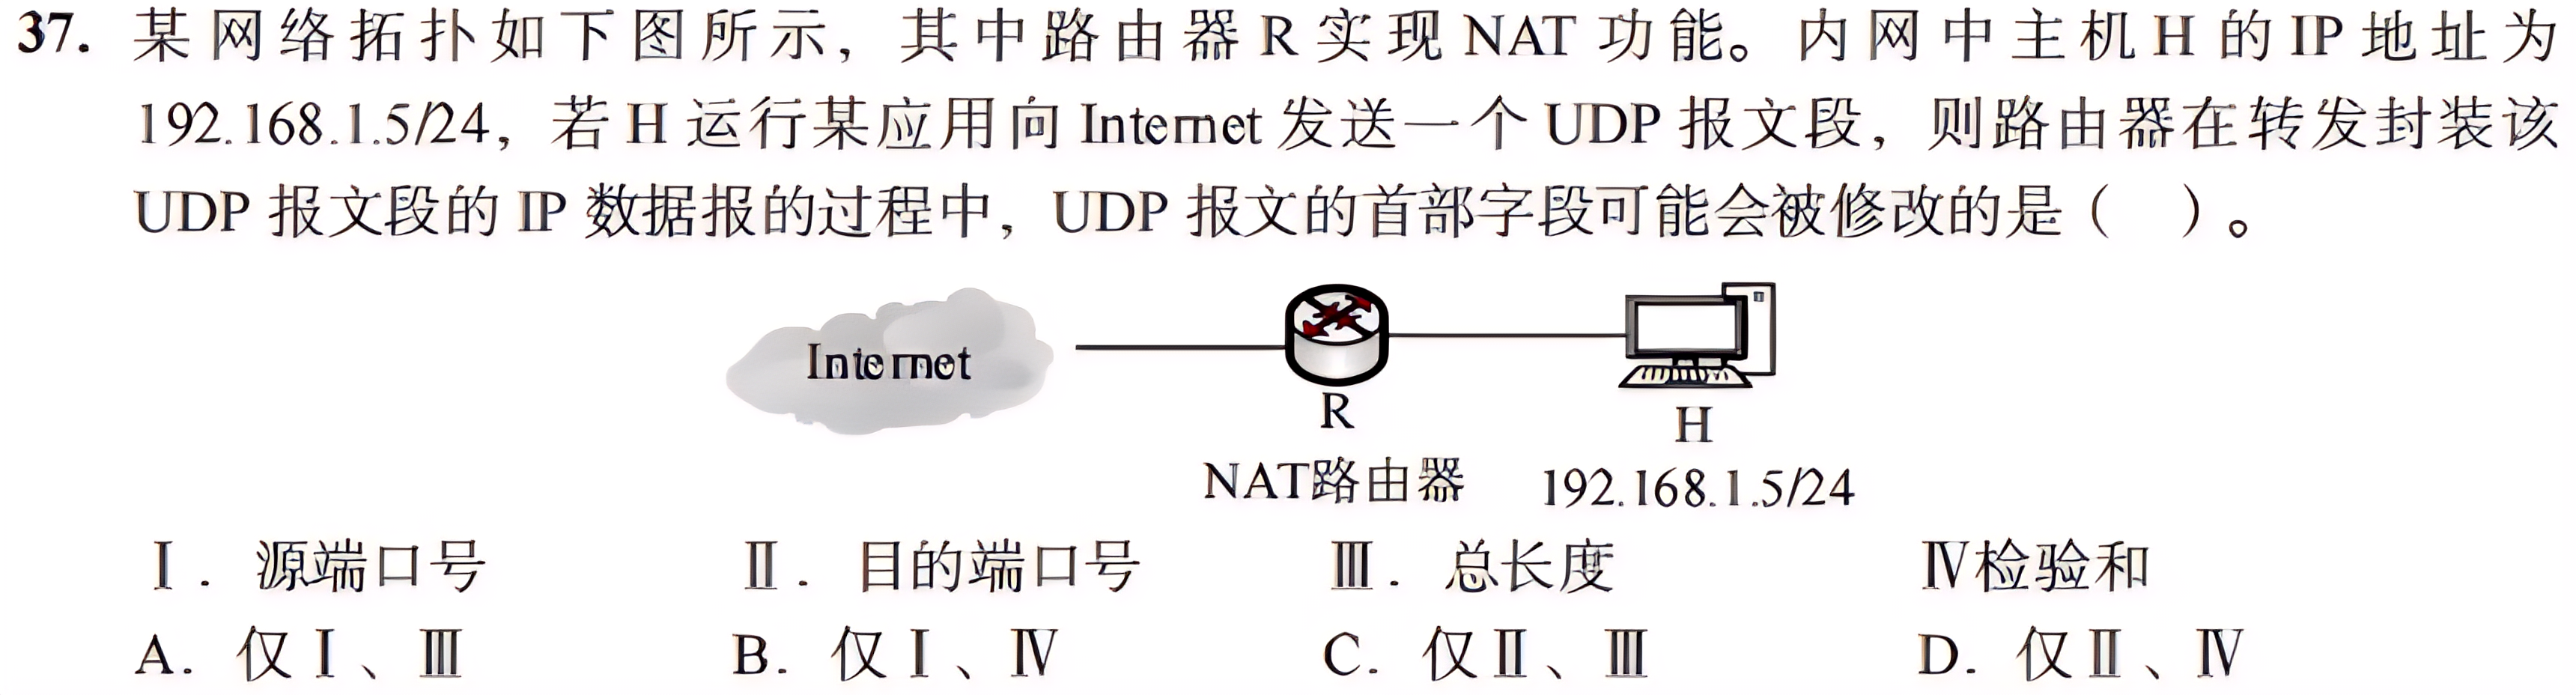 37. 某网络拓扑如下图所示，其中路由器R实现NAT功能。内网中主机H的IP地址为
192.168.1.5/24，若H运行某应用向Internet发送一个UDP报文段，则路由器在转发封装该
UDP报文段的IP数据报的过程中，UDP报文的首部字段可能会被修改的是（ ）。
Internet
R
H
NAT路由器 192.168.1.5/24
Ⅰ. 源端口号 Ⅱ. 目的端口号 Ⅲ. 总长度 Ⅳ检验和
A. 仅Ⅰ、Ⅲ B. 仅Ⅰ、Ⅳ C. 仅Ⅱ、Ⅲ D. 仅Ⅱ、Ⅳ